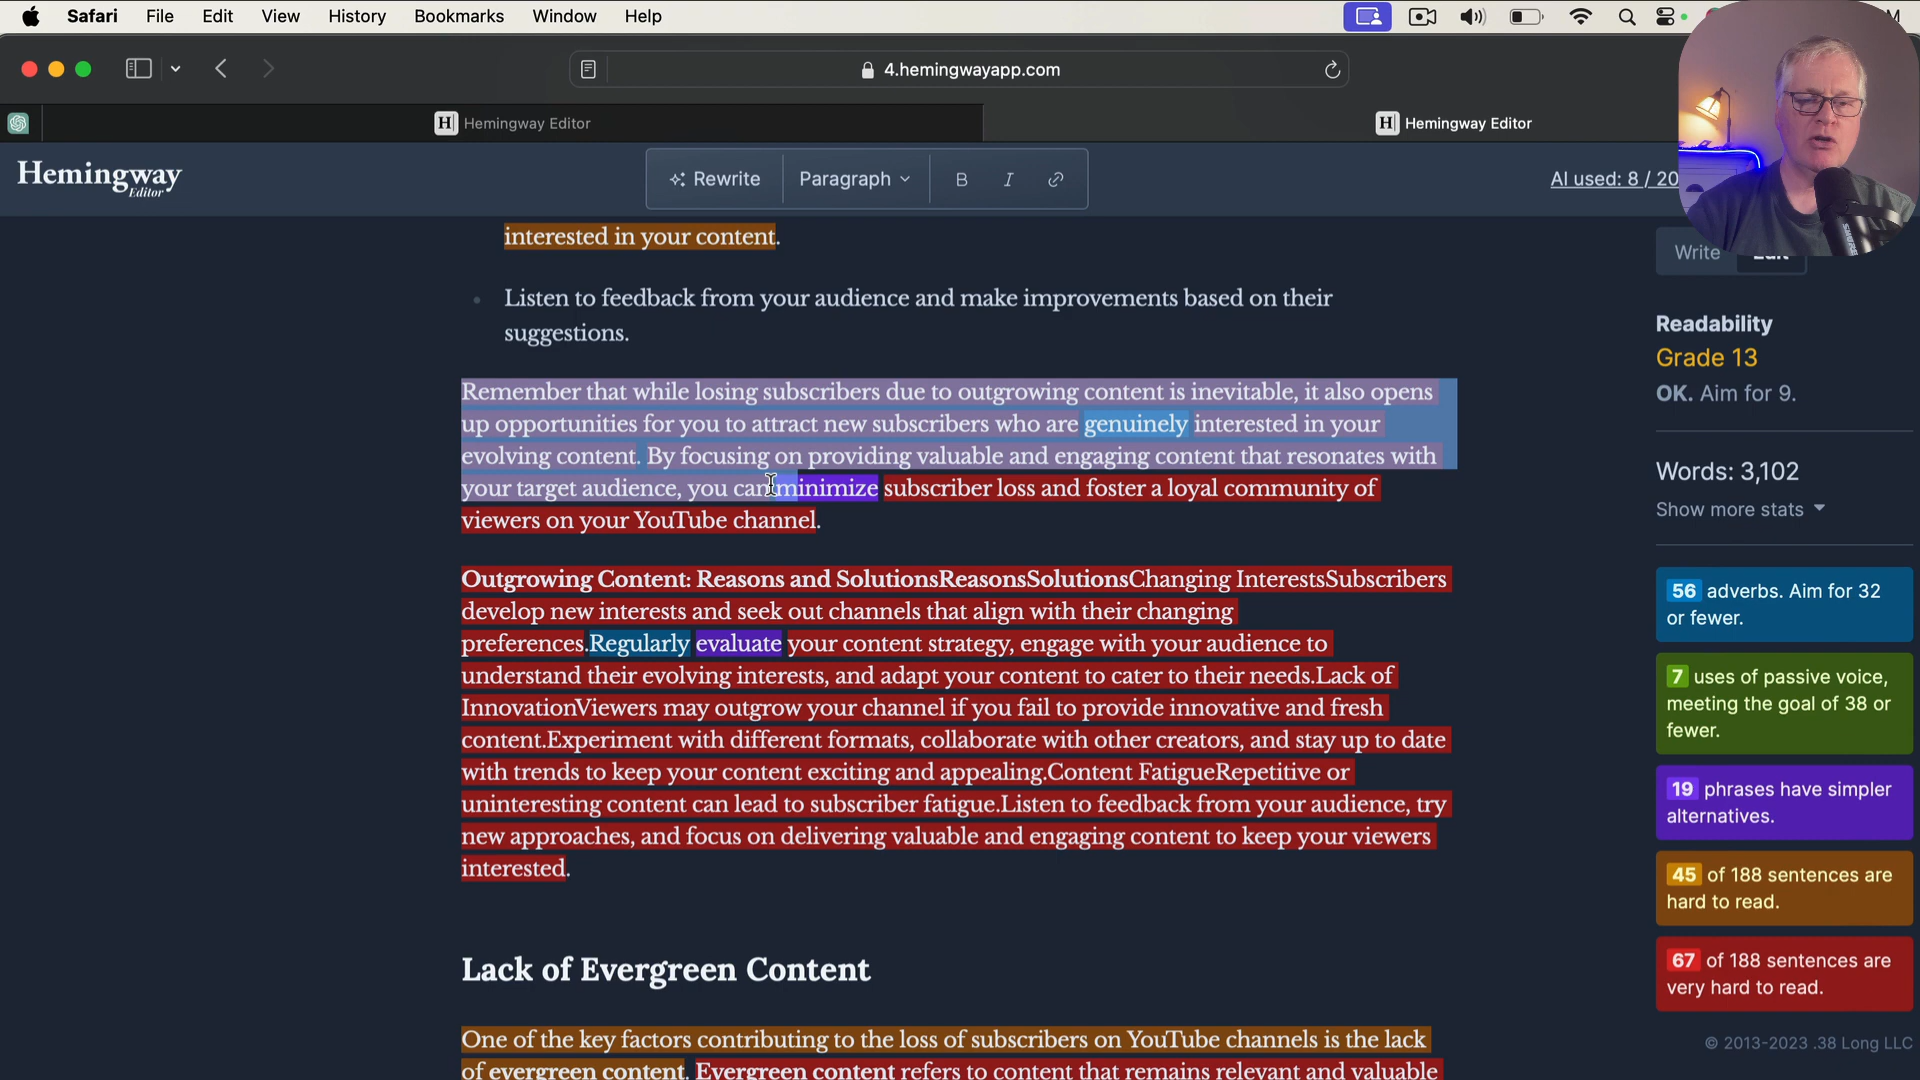 Safari File Edit View History Bookmarks Window Help
4.hemingwayapp.com
H Hemingway Editor
H Hemingway Editor
Hemingway
Editor
Rewrite Paragraph B I
AI used: 8 / 20
interested in your content.
Listen to feedback from your audience and make improvements based on their
suggestions.
Remember that while losing subscribers due to outgrowing content is inevitable, it also opens
up opportunities for you to attract new subscribers who are genuinely interested in your
evolving content. By focusing on providing valuable and engaging content that resonates with
your target audience, you can minimize subscriber loss and foster a loyal community of
viewers on your YouTube channel.
Outgrowing Content: Reasons and SolutionsReasonsSolutionsChanging InterestsSubscribers
develop new interests and seek out channels that align with their changing
preferences.Regularly evaluate your content strategy, engage with your audience to
understand their evolving interests, and adapt your content to cater to their needs.Lack of
InnovationViewers may outgrow your channel if you fail to provide innovative and fresh
content.Experiment with different formats, collaborate with other creators, and stay up to date
with trends to keep your content exciting and appealing.Content FatigueRepetitive or
uninteresting content can lead to subscriber fatigue.Listen to feedback from your audience, try
new approaches, and focus on delivering valuable and engaging content to keep your viewers
interested.
Lack of Evergreen Content
One of the key factors contributing to the loss of subscribers on YouTube channels is the lack
of evergreen content. Evergreen content refers to content that remains relevant and valuable
Write Edit
Readability
Grade 13
OK. Aim for 9.
Words: 3,102
Show more stats
56 adverbs. Aim for 32
or fewer.
7 uses of passive voice,
meeting the goal of 38 or
fewer.
19 phrases have simpler
alternatives.
45 of 188 sentences are
hard to read.
67 of 188 sentences are
very hard to read.
© 2013-2023 .38 Long LLC